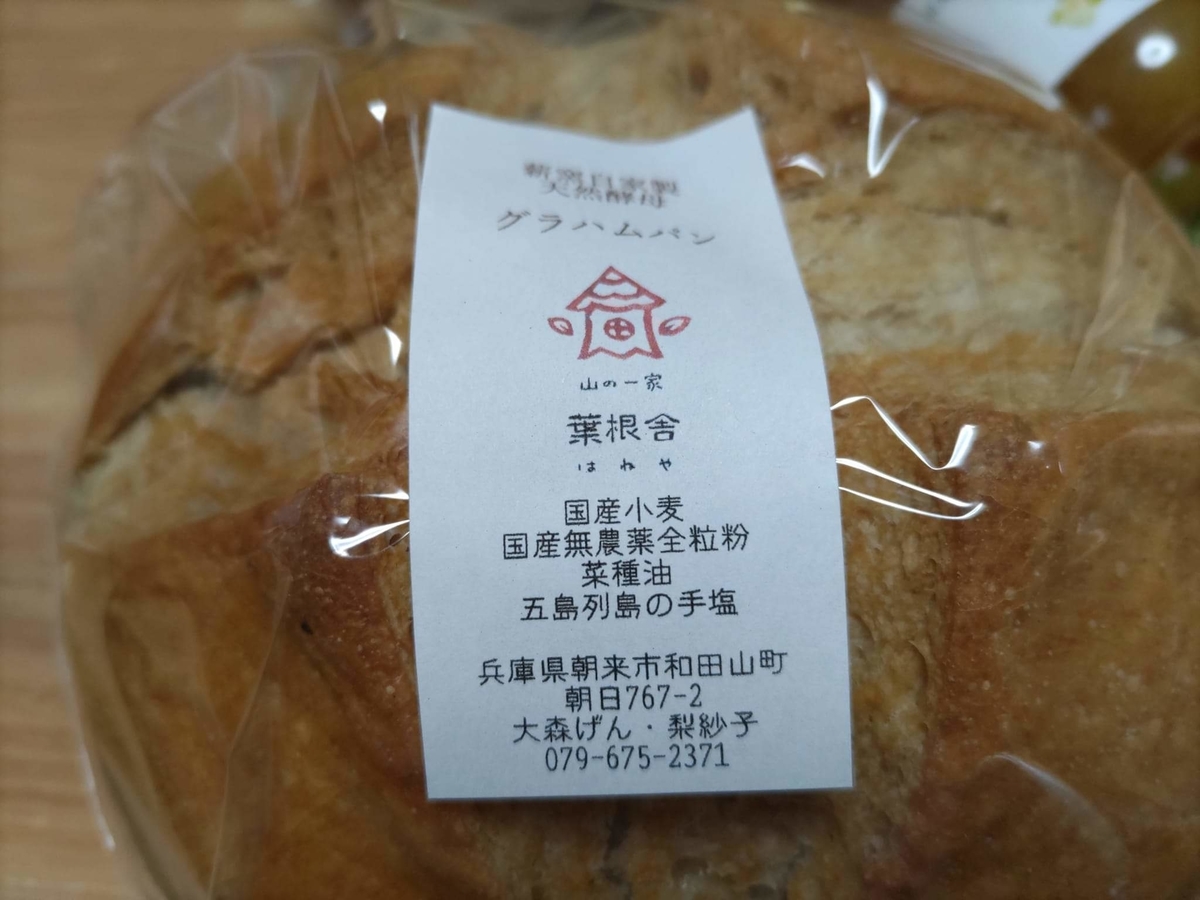 薪窯自家製
天然酵母
グラハムパン
山の一家
葉根舎
はねや
国産小麦
国産無農薬全粒粉
菜種油
五島列島の手塩
兵庫県朝来市和田山町
朝日767-2
大森げん・梨紗子
079-675-2371